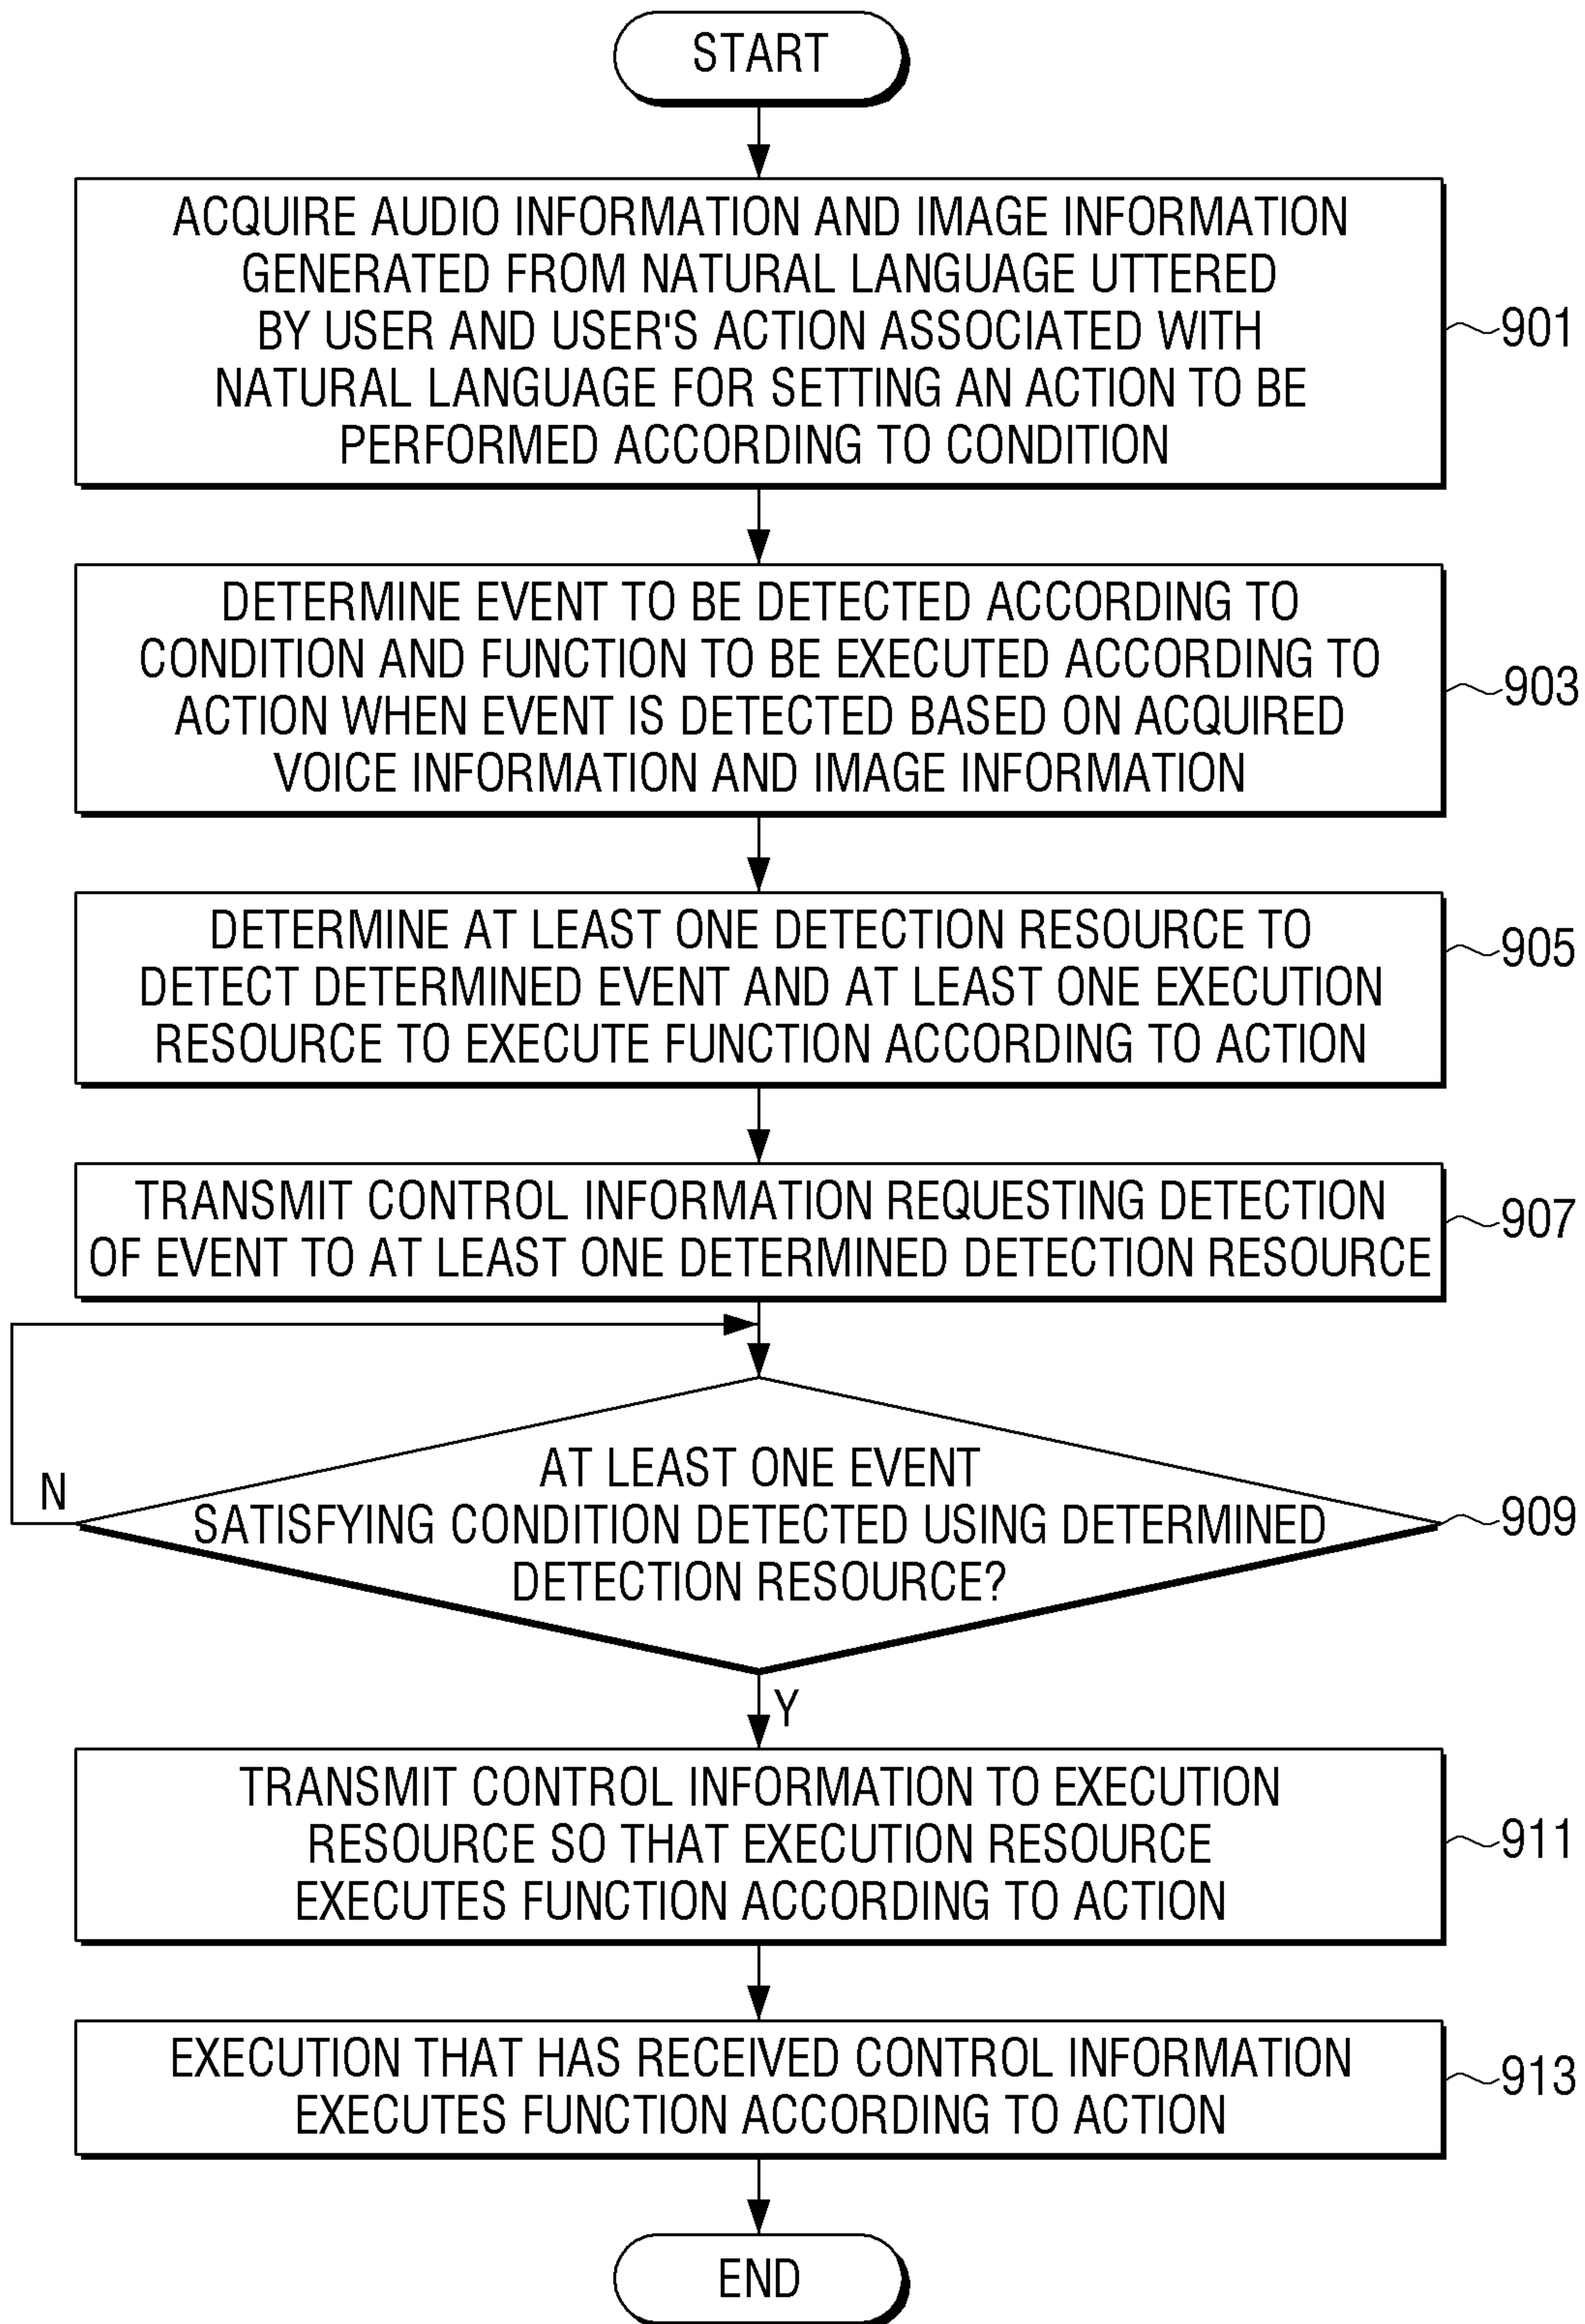 START
ACQUIRE AUDIO INFORMATION AND IMAGE INFORMATION
GENERATED FROM NATURAL LANGUAGE UTTERED
BY USER AND USER'S ACTION ASSOCIATED WITH
NATURAL LANGUAGE FOR SETTING AN ACTION TO BE
PERFORMED ACCORDING TO CONDITION
901
DETERMINE EVENT TO BE DETECTED ACCORDING TO
CONDITION AND FUNCTION TO BE EXECUTED ACCORDING TO
ACTION WHEN EVENT IS DETECTED BASED ON ACQUIRED
VOICE INFORMATION AND IMAGE INFORMATION
903
DETERMINE AT LEAST ONE DETECTION RESOURCE TO
DETECT DETERMINED EVENT AND AT LEAST ONE EXECUTION
RESOURCE TO EXECUTE FUNCTION ACCORDING TO ACTION
905
TRANSMIT CONTROL INFORMATION REQUESTING DETECTION
OF EVENT TO AT LEAST ONE DETERMINED DETECTION RESOURCE
907
AT LEAST ONE EVENT
SATISFYING CONDITION DETECTED USING DETERMINED
DETECTION RESOURCE?
909
N
Y
TRANSMIT CONTROL INFORMATION TO EXECUTION
RESOURCE SO THAT EXECUTION RESOURCE
EXECUTES FUNCTION ACCORDING TO ACTION
911
EXECUTION THAT HAS RECEIVED CONTROL INFORMATION
EXECUTES FUNCTION ACCORDING TO ACTION
913
END